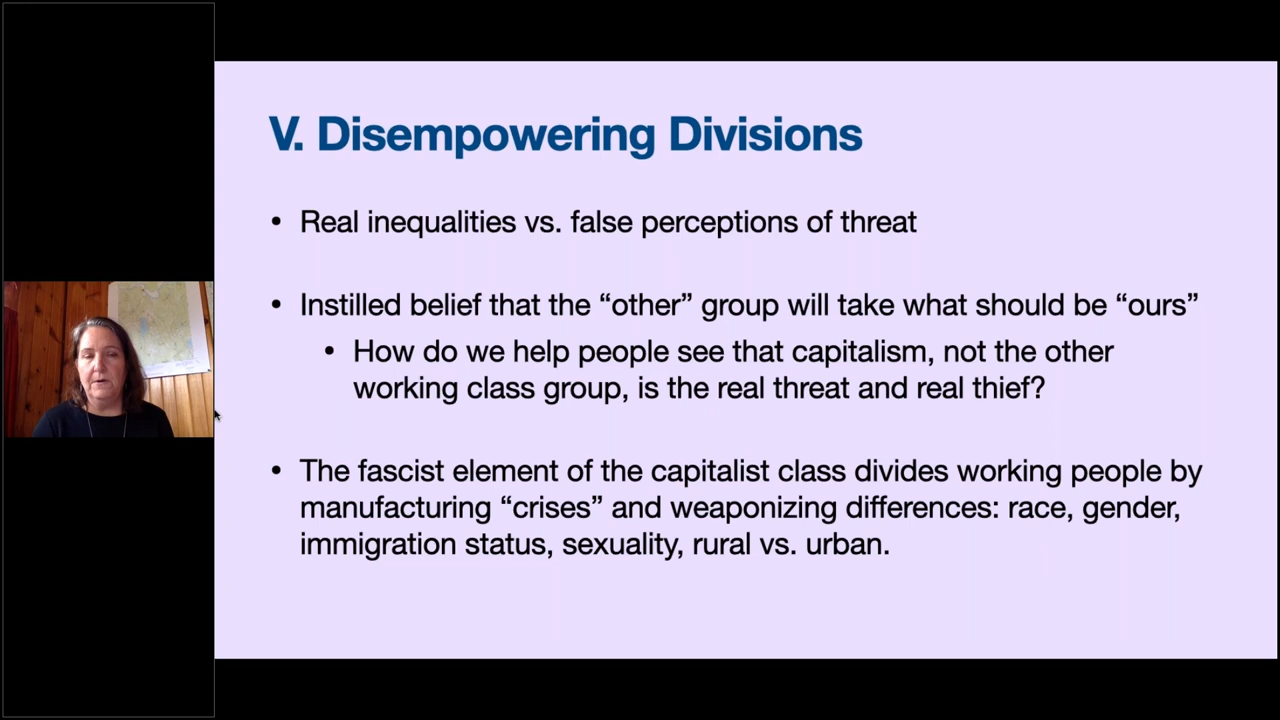 V. Disempowering Divisions
• Real inequalities vs. false perceptions of threat
• Instilled belief that the “other” group will take what should be “ours”
• How do we help people see that capitalism, not the other
working class group, is the real threat and real thief?
• The fascist element of the capitalist class divides working people by
manufacturing “crises” and weaponizing differences: race, gender,
immigration status, sexuality, rural vs. urban.